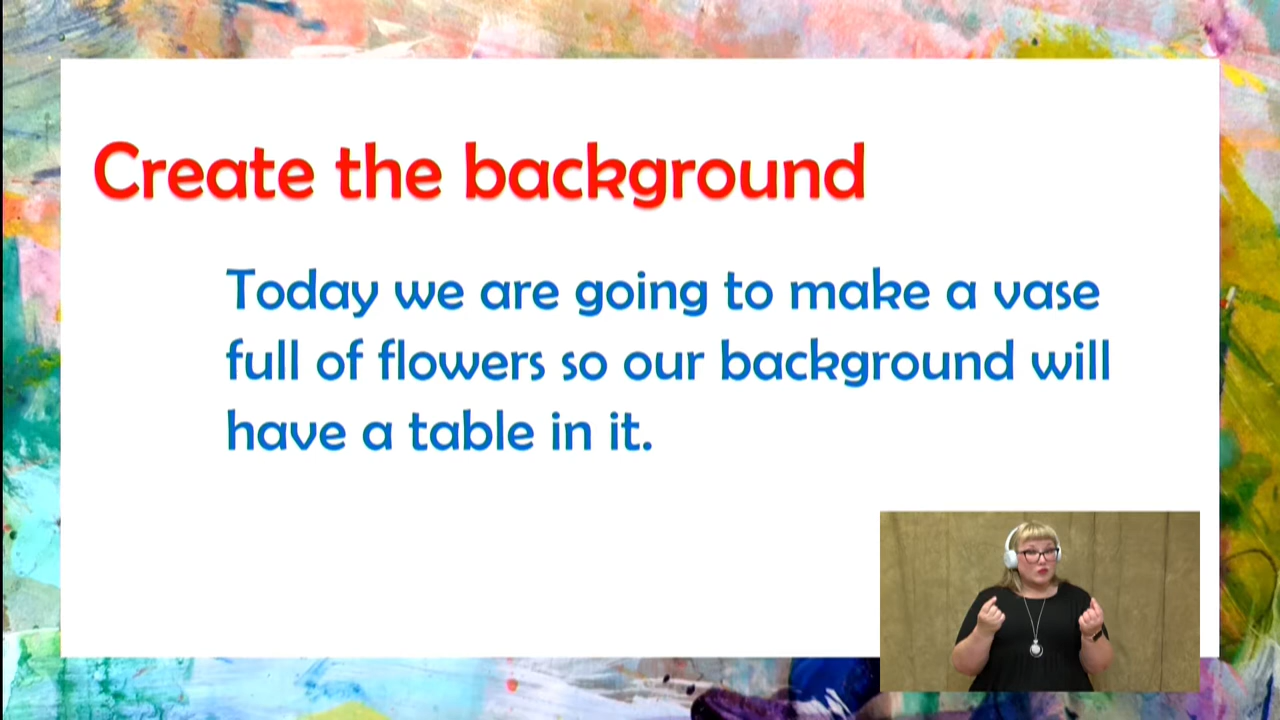 Create the background
Today we are going to make a vase
full of flowers so our background will
have a table in it.